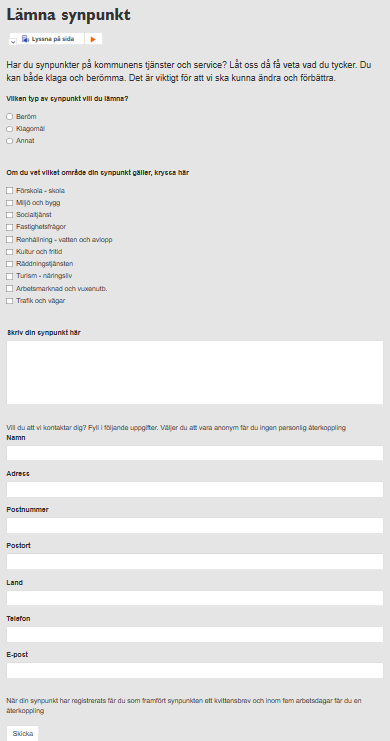 Lämna synpunkt
Lyssna på sida
Har du synpunkter på kommunens tjänster och service? Låt oss då få veta vad du tycker. Du
kan både klaga och berömma. Det är viktigt för att vi ska kunna ändra och förbättra.
Vilken typ av synpunkt vill du lämna?
Beröm
Klagomål
Annat
Om du vet vilket område din synpunkt gäller, kryssa här
Förskola - skola
Miljö och bygg
Socialtjänst
Fastighetsfrågor
Renhållning - vatten och avlopp
Kultur och fritid
Räddningstjänsten
Turism - näringsliv
Arbetsmarknad och vuxenutb.
Trafik och vägar
Skriv din synpunkt här
Vill du att vi kontaktar dig? Fyll i följande uppgifter. Väljer du att vara anonym får du ingen personlig återkoppling
Namn
Adress
Postnummer
Postort
Land
Telefon
E-post
När din synpunkt har registrerats får du som framfört synpunkten ett kvittensbrev och inom fem arbetsdagar får du en
återkoppling
Skicka